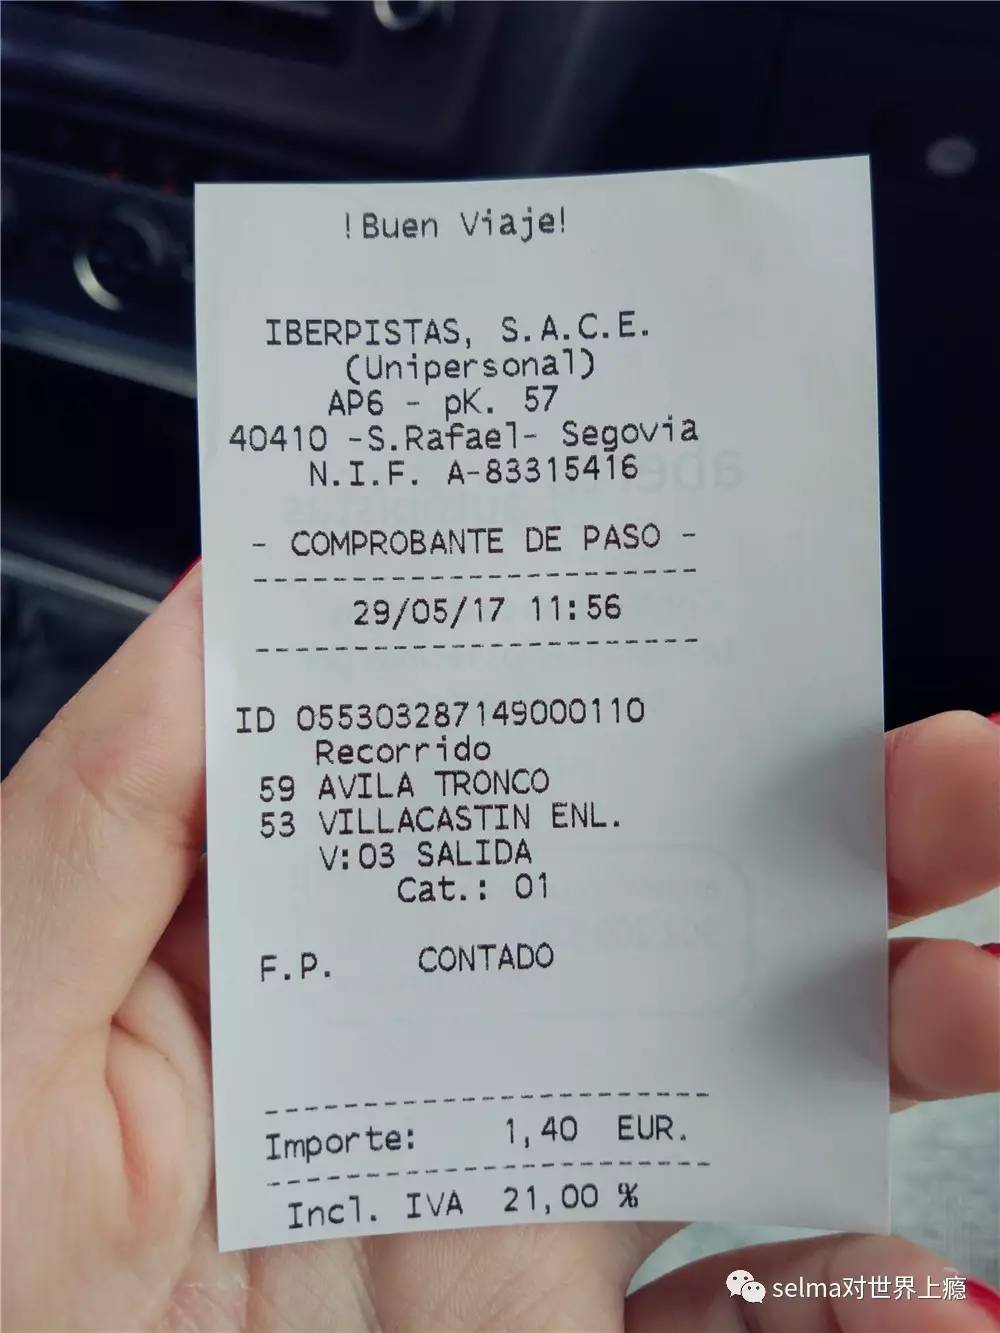 !Buen Viaje!
IBERPISTAS, S.A.C.E.
(Unipersonal)
AP6 - pK. 57
40410 -S.Rafael- Segovia
N.I.F. A-83315416
- COMPROBANTE DE PASO -
29/05/17 11:56
ID 055303287149000110
Recorrido
59 AVILA TRONCO
53 VILLACASTIN ENL.
V:03 SALIDA
Cat.: 01
F.P. CONTADO
Importe: 1,40 EUR.
Incl. IVA 21,00 %
selma对世界上瘾